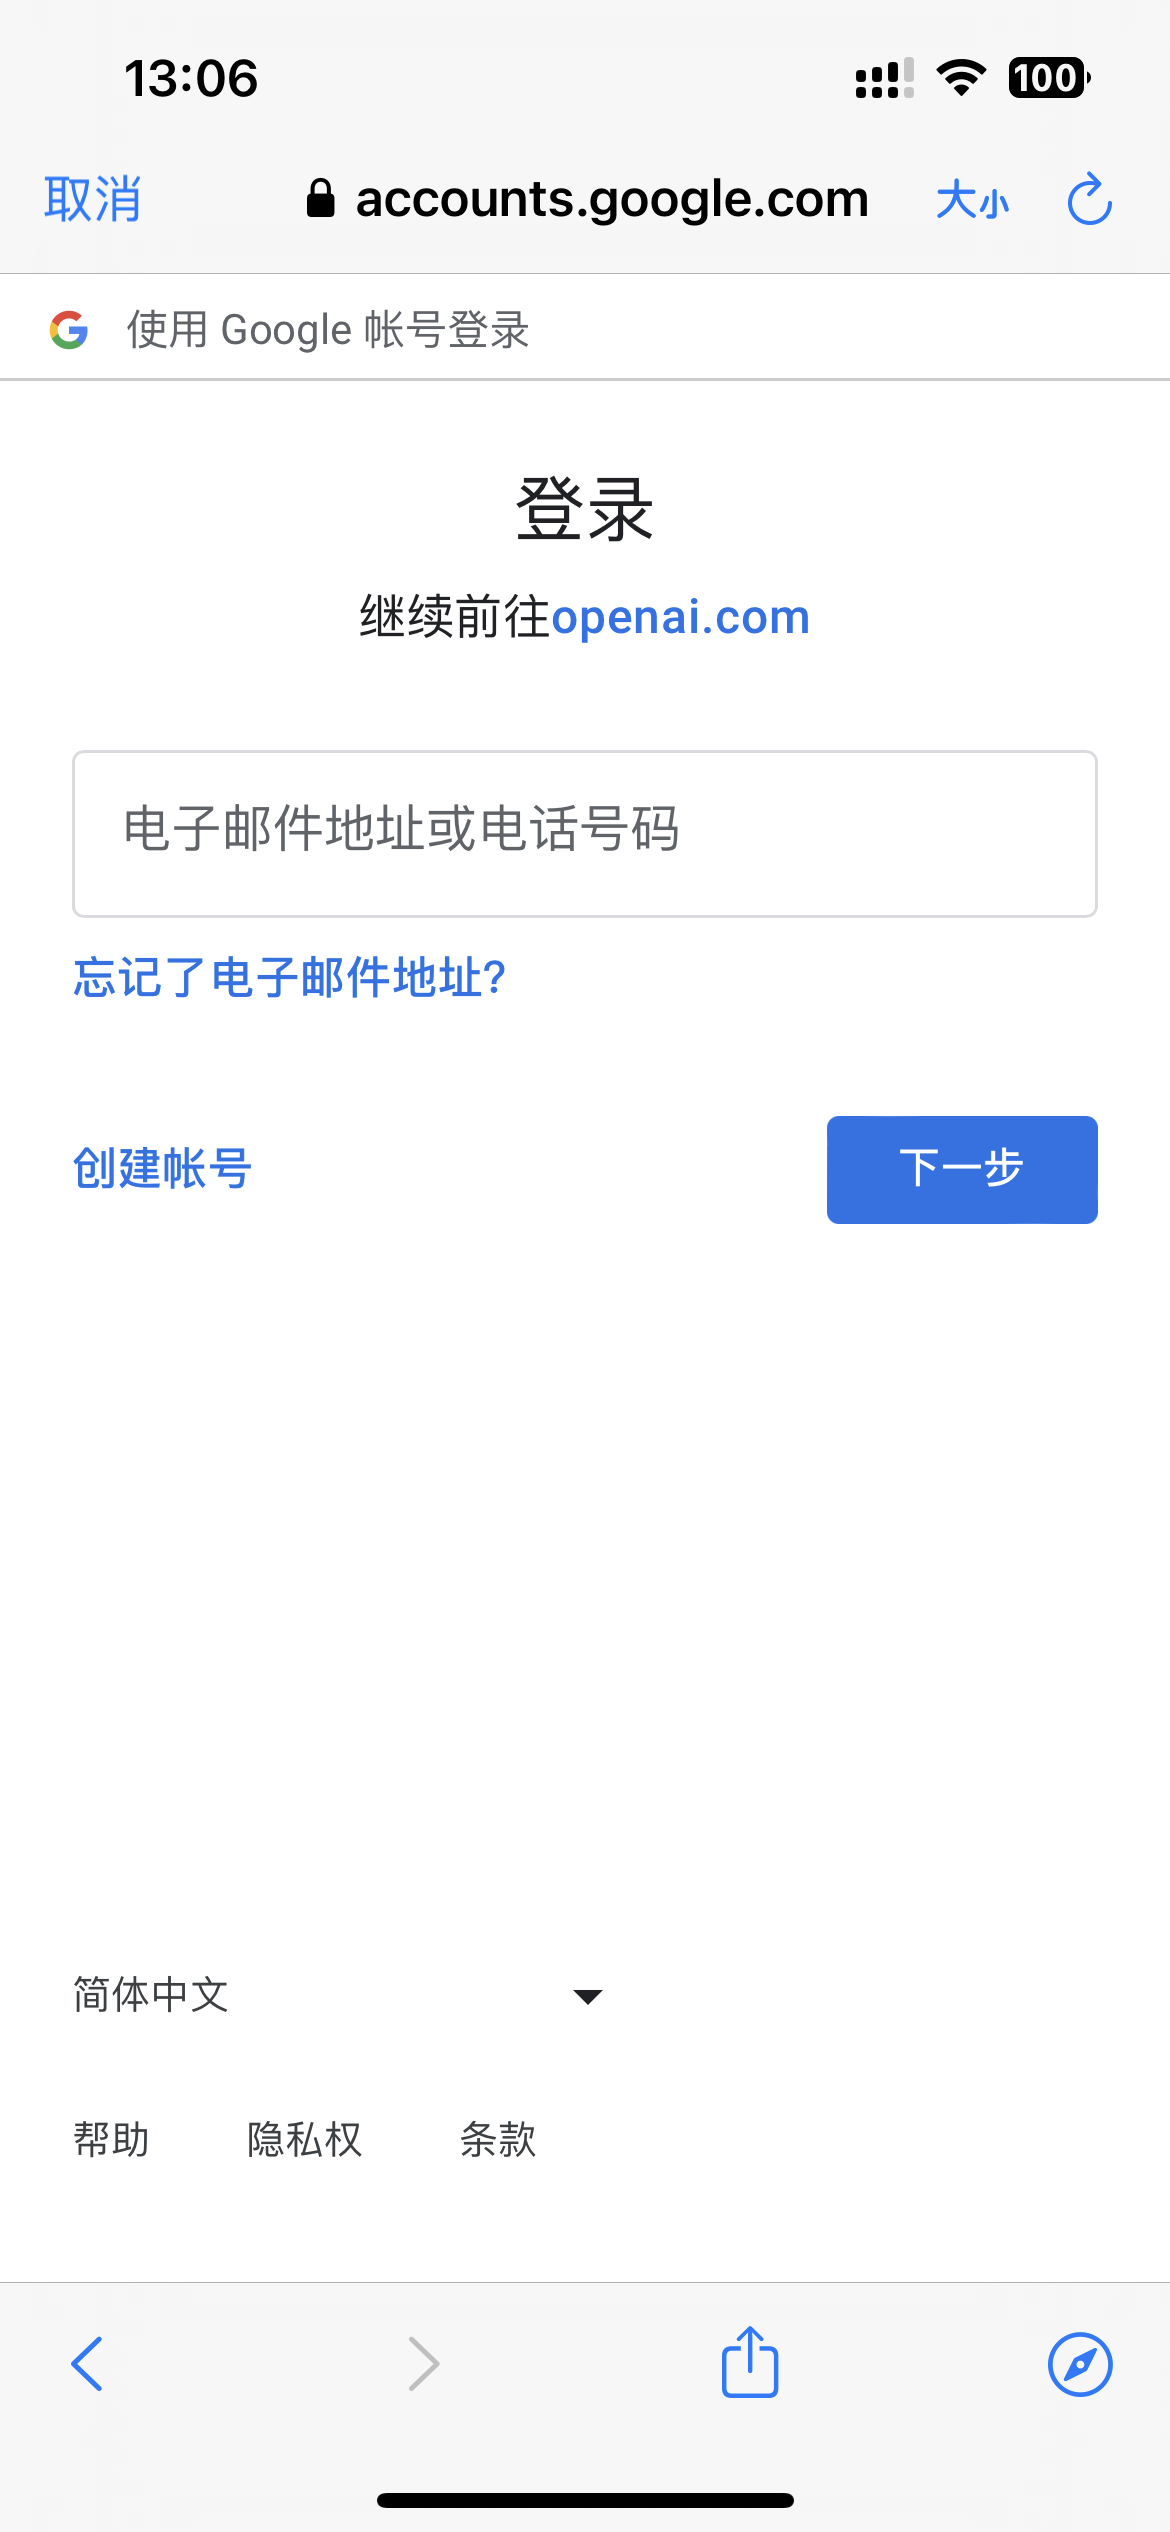 13:06
100
取消
accounts.google.com
大小
使用 Google 帐号登录
登录
继续前往openai.com
电子邮件地址或电话号码
忘记了电子邮件地址?
创建帐号
下一步
简体中文
帮助
隐私权
条款